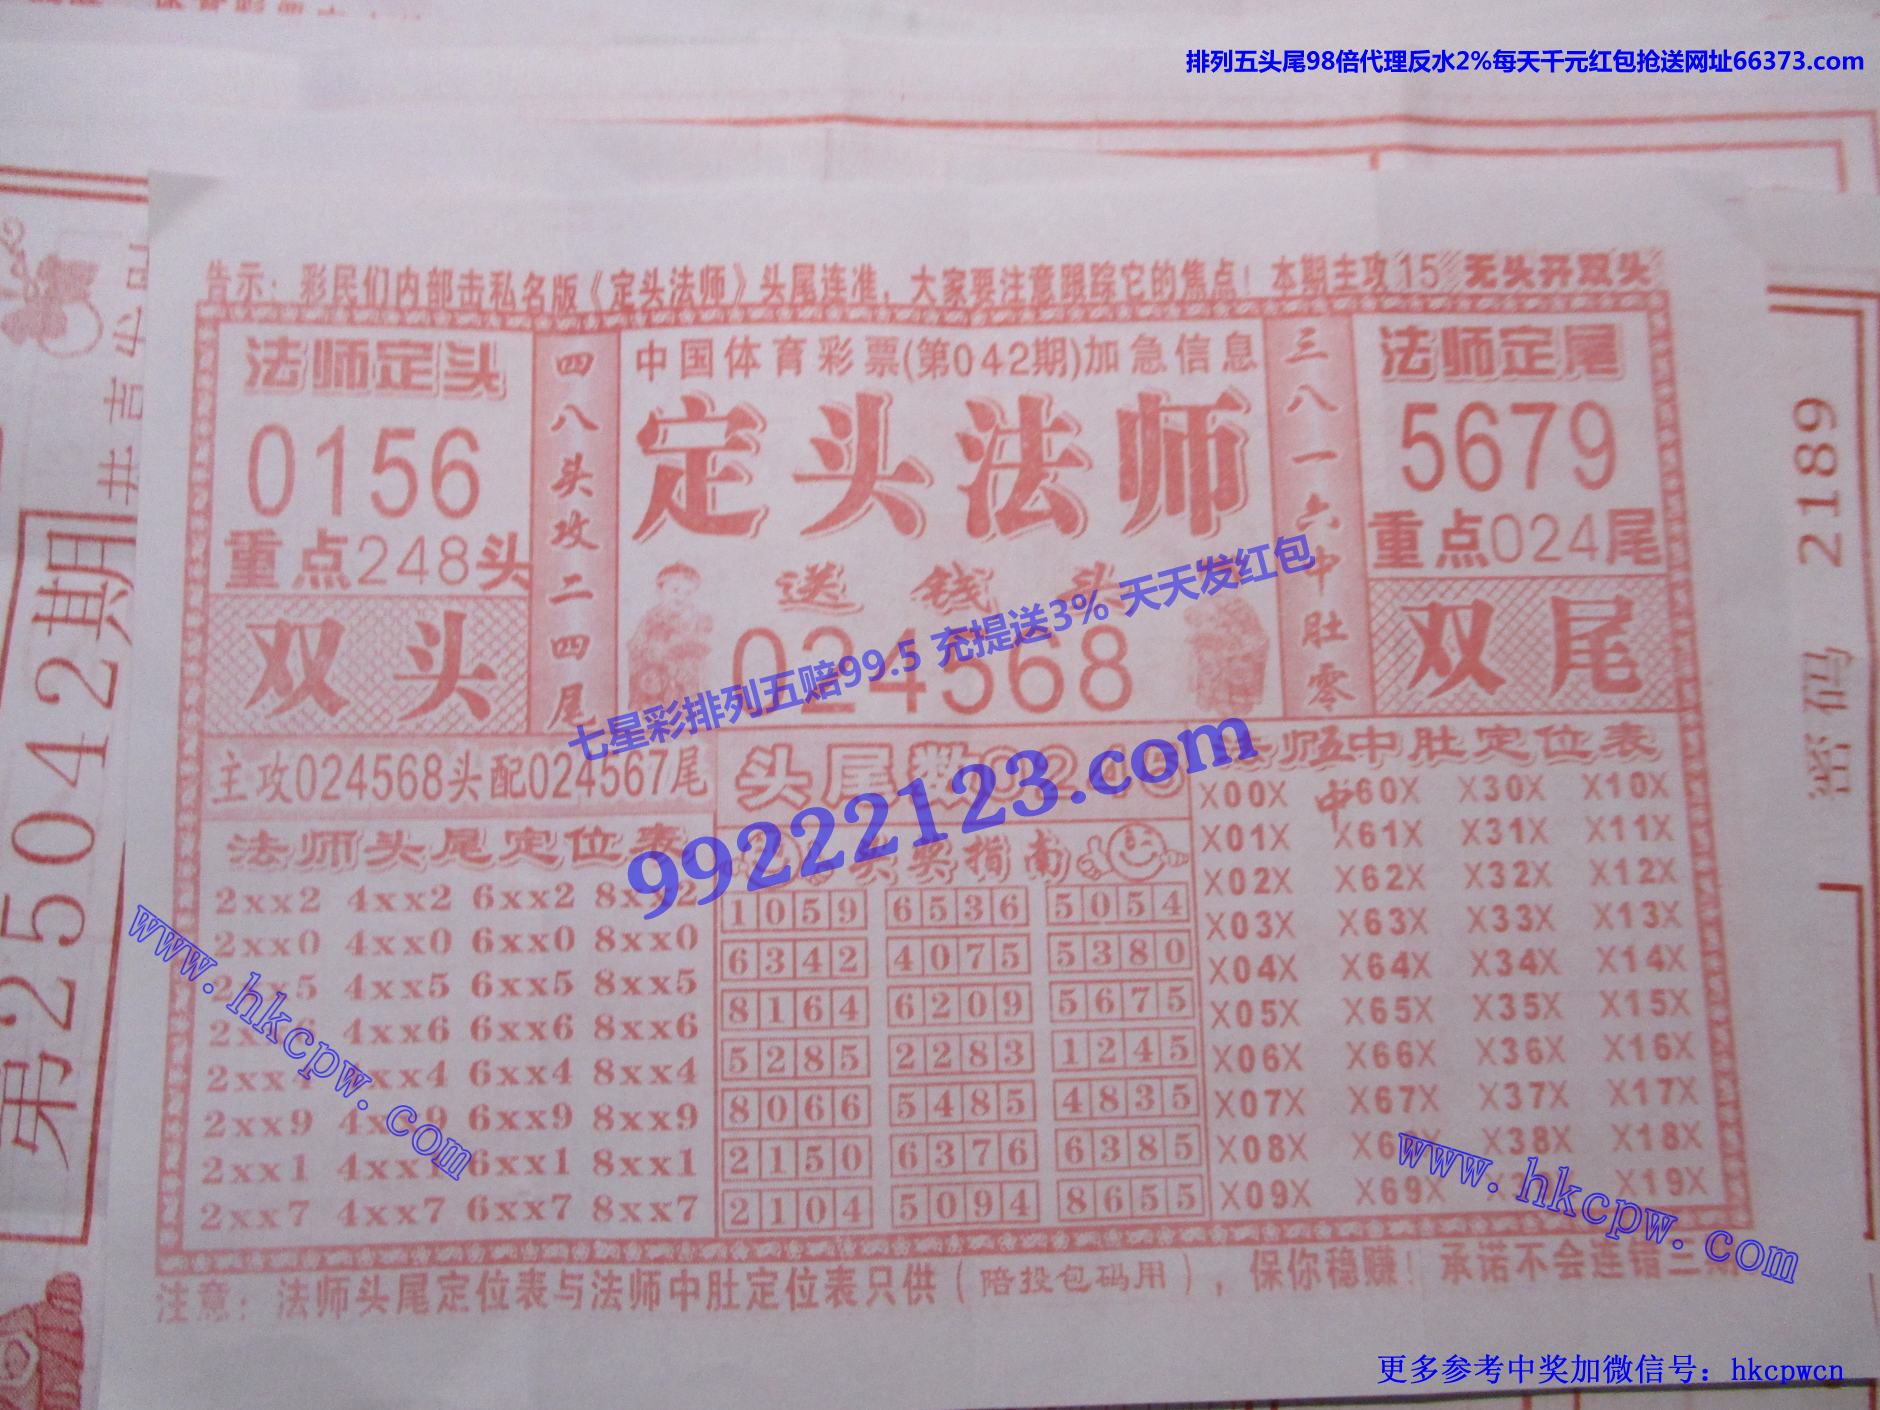 排列五头尾98倍代理反水2%每天千元红包抢送网址66373.com
告示：彩民们内部击私名版《定头法师》头尾连准，大家要注意跟踪它的焦点！本期主攻15 无头开双头
法师定头
0156
重点248头
双头
四八头攻二四尾
中国体育彩票(第042期)加急信息
定头法师
送钱头
024568
三八一六中肚零五中
法师定尾
5679
重点024尾
双尾
七星彩排列五赔99.5 充提送3% 天天发红包
99222123.com
主攻024568头配024567尾
法师头尾定位表
2xx2 4xx2 6xx2 8xx2
2xx0 4xx0 6xx0 8xx0
2xx5 4xx5 6xx5 8xx5
2xx6 4xx6 6xx6 8xx6
2xx4 4xx4 6xx4 8xx4
2xx9 4xx9 6xx9 8xx9
2xx1 4xx1 6xx1 8xx1
2xx7 4xx7 6xx7 8xx7
头尾数
奖指南
1059 6536 5054
6342 4075 5380
8164 6209 5675
5285 2283 1245
8066 5485 4835
2150 6376 6385
2104 5094 8655
法师中肚定位表
X00X X60X X30X X10X
X01X X61X X31X X11X
X02X X62X X32X X12X
X03X X63X X33X X13X
X04X X64X X34X X14X
X05X X65X X35X X15X
X06X X66X X36X X16X
X07X X67X X37X X17X
X08X X38X X18X
X09X X69X X19X
注意：法师头尾定位表与法师中肚定位表只供（陪投包码用），保你稳赚！承诺不会连错三期
www.hkcpw.com
www.hkcpw.com
第25042期
密码 2189
更多参考中奖加微信号：hkcpwcn